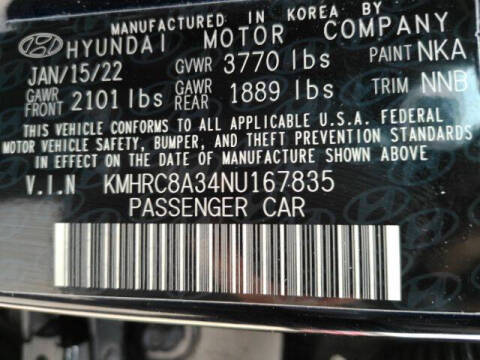 MANUFACTURED IN KOREA BY
HYUNDAI MOTOR COMPANY
JAN/15/22 GVWR 3770 lbs PAINT NKA
GAWR FRONT 2101 lbs GAWR REAR 1889 lbs TRIM NNB
THIS VEHICLE CONFORMS TO ALL APPLICABLE U.S.A. FEDERAL
MOTOR VEHICLE SAFETY, BUMPER, AND THEFT PREVENTION STANDARDS
IN EFFECT ON THE DATE OF MANUFACTURE SHOWN ABOVE.
V.I.N KMHRC8A34NU167835
PASSENGER CAR